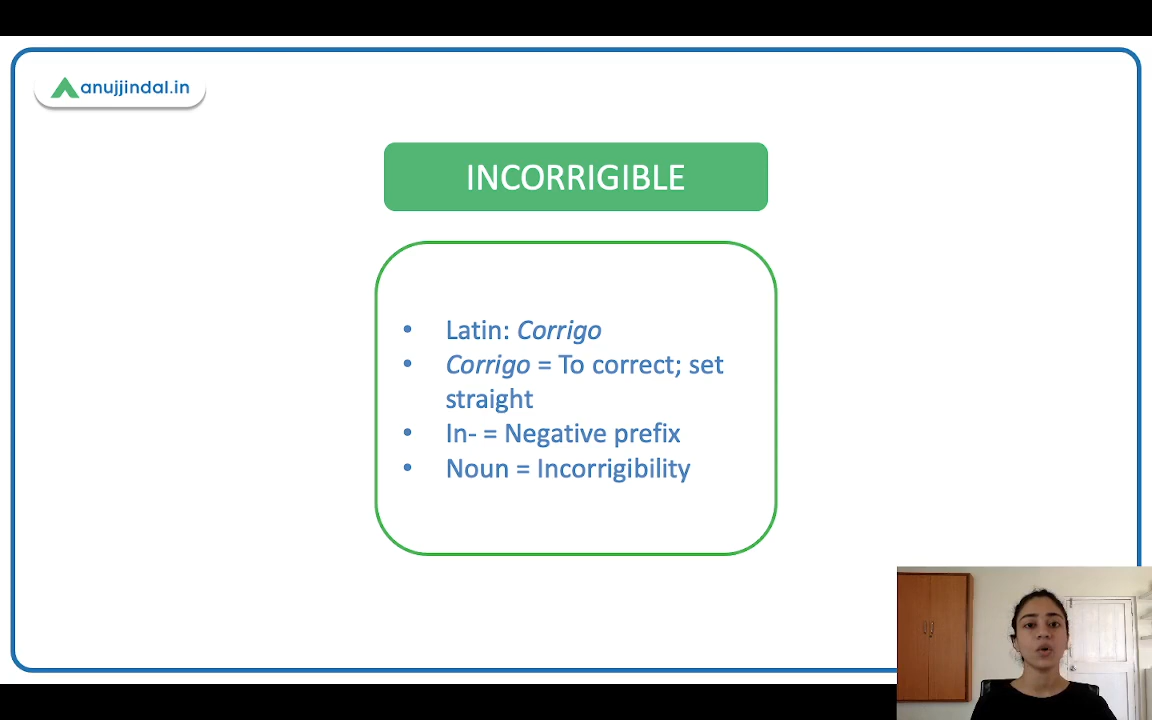 anujjindal.in
INCORRIGIBLE
• Latin: Corrigo
• Corrigo = To correct; set
straight
• In- = Negative prefix
• Noun = Incorrigibility